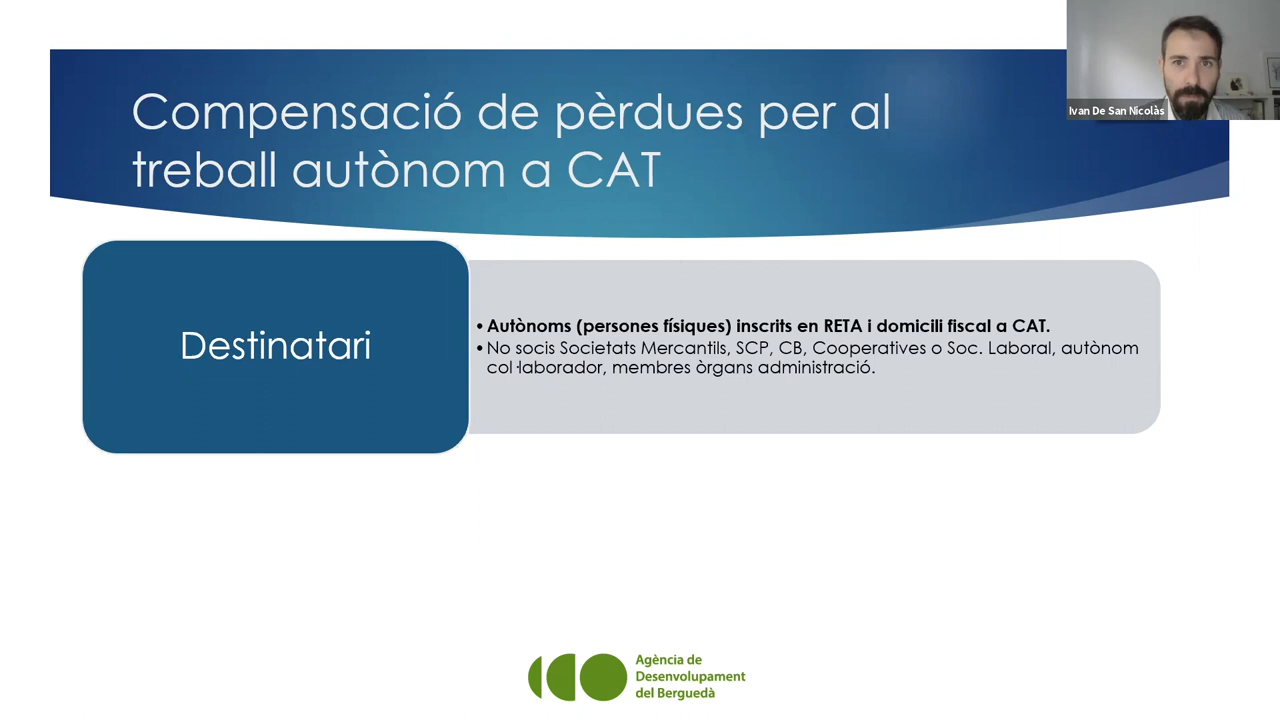 Compensació de pèrdues per al
treball autònom a CAT
Ivan De San Nicolàs
Destinatari
• Autònoms (persones físiques) inscrits en RETA i domicili fiscal a CAT.
• No socis Societats Mercantils, SCP, CB, Cooperatives o Soc. Laboral, autònom
col·laborador, membres òrgans administració.
Agència de
Desenvolupament
del Berguedà